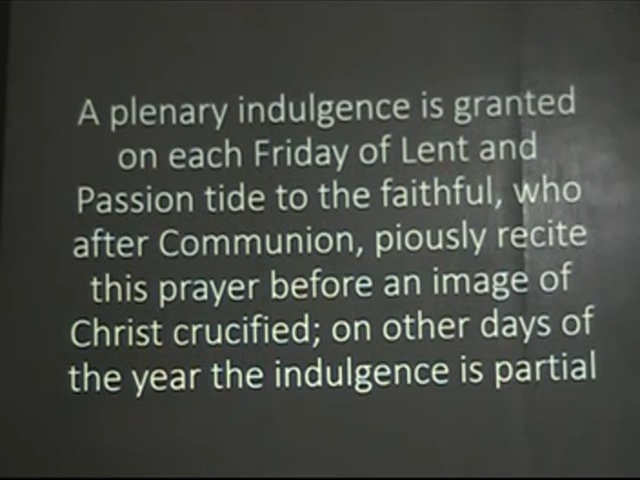 A plenary indulgence is granted
on each Friday of Lent and
Passion tide to the faithful, who
after Communion, piously recite
this prayer before an image of
Christ crucified; on other days of
the year the indulgence is partial